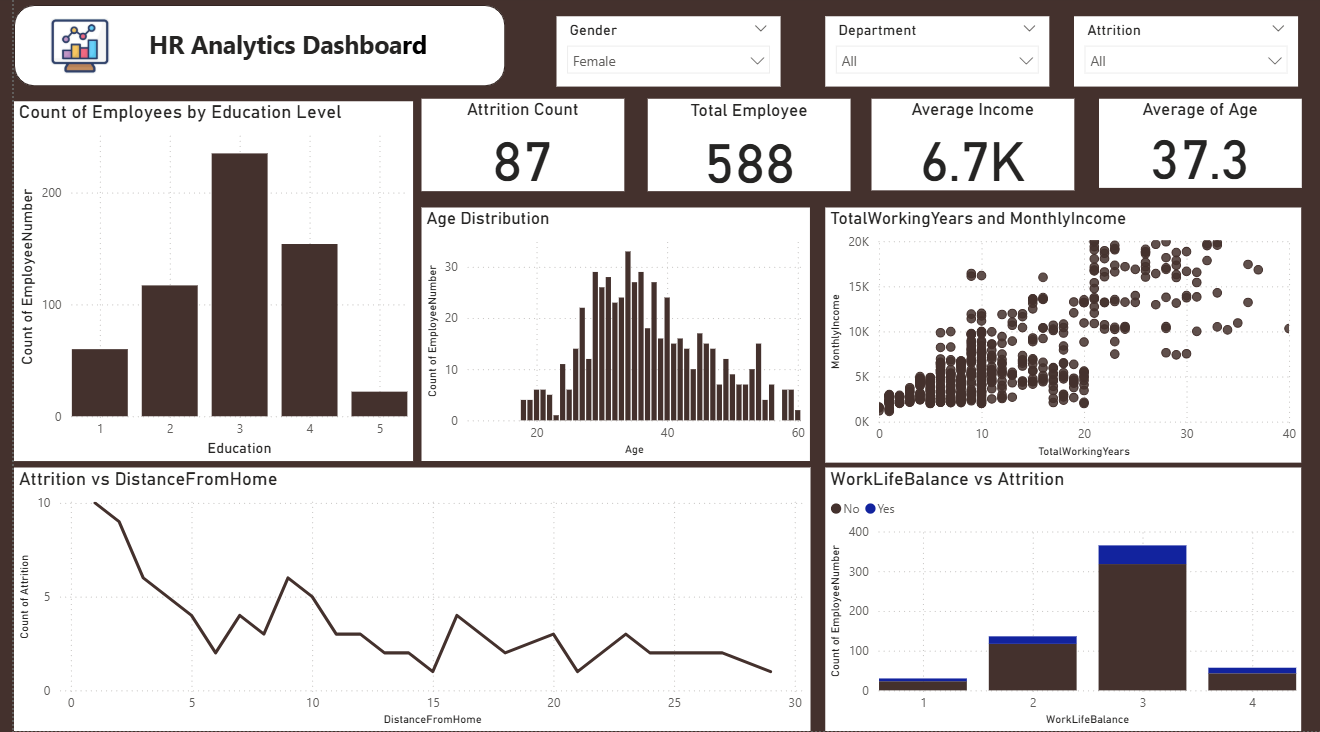 HR Analytics Dashboard
Gender
Female
Department
All
Attrition
All
Count of Employees by Education Level
Count of EmployeeNumber
200
100
0
1 2 3 4 5
Education
Attrition Count
87
Total Employee
588
Average Income
6.7K
Average of Age
37.3
Age Distribution
Count of EmployeeNumber
30
20
10
0
20 40 60
Age
TotalWorkingYears and MonthlyIncome
MonthlyIncome
20K
15K
10K
5K
0K
0 10 20 30 40
TotalWorkingYears
Attrition vs DistanceFromHome
Count of Attrition
10
5
0
0 5 10 15 20 25 30
DistanceFromHome
WorkLifeBalance vs Attrition
No Yes
Count of EmployeeNumber
400
300
200
100
0
1 2 3 4
WorkLifeBalance